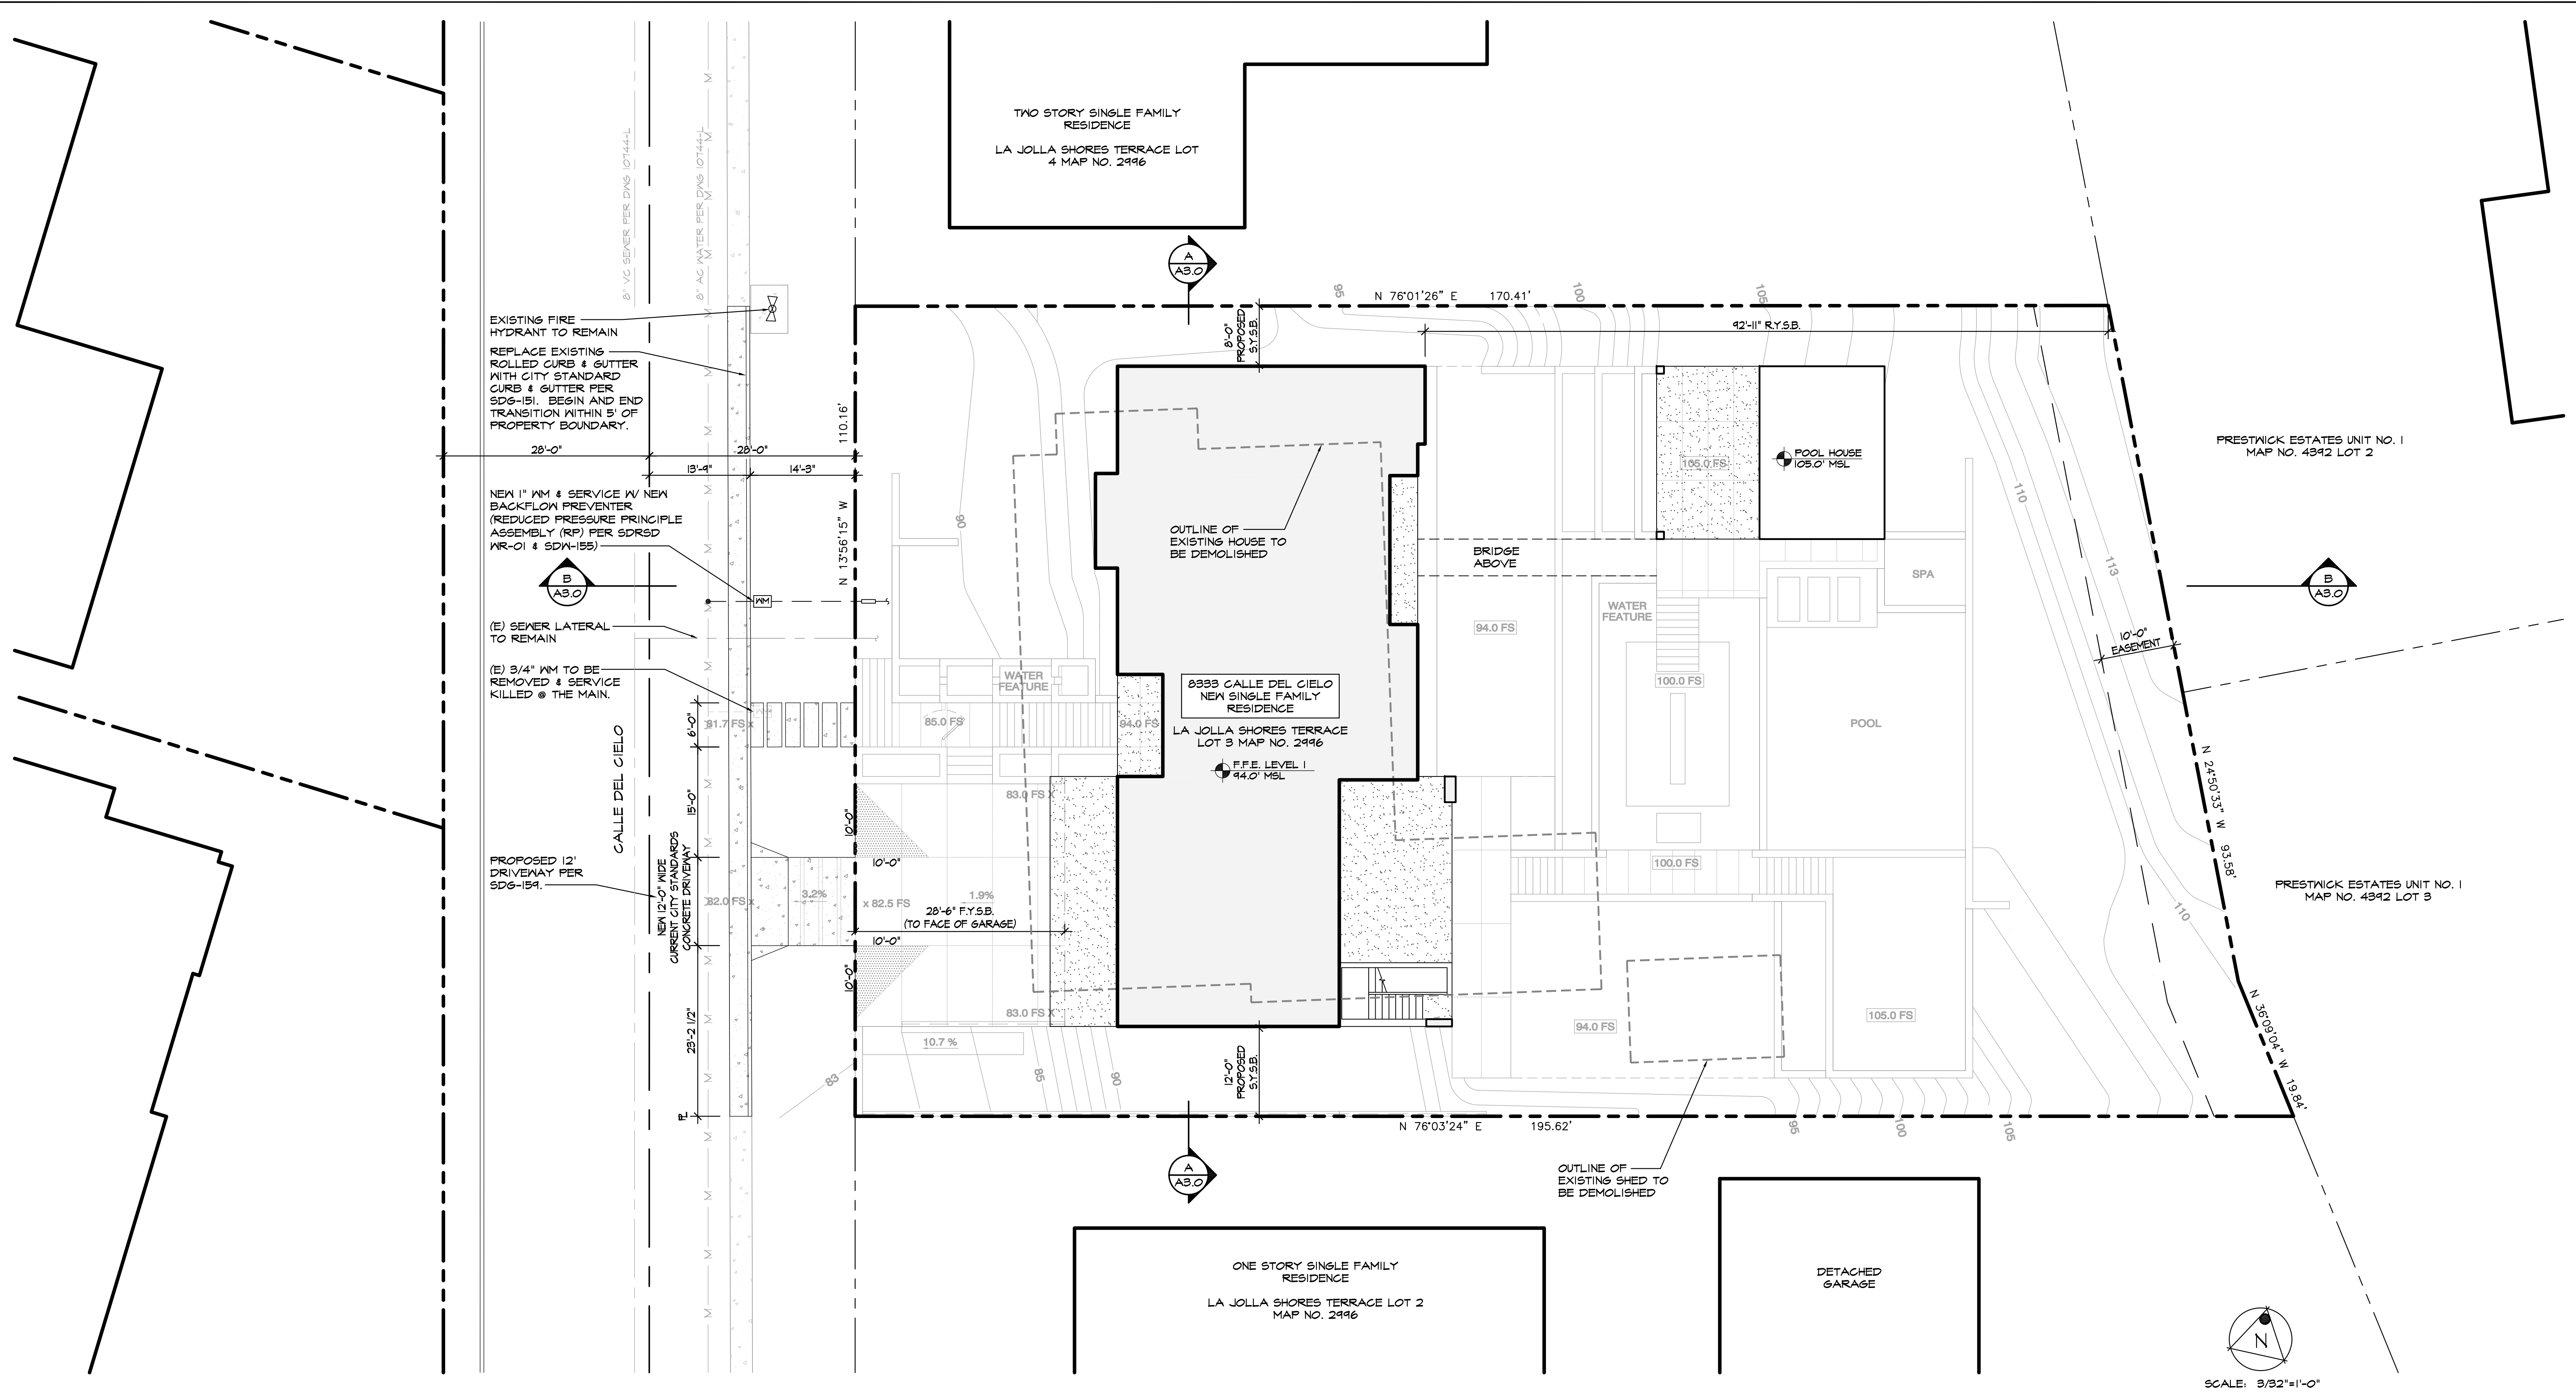 TWO STORY SINGLE FAMILY
RESIDENCE
LA JOLLA SHORES TERRACE LOT
4 MAP NO. 2996
8" VC SEWER PER DWG 10744-L
8" AC WATER PER DWG 10744-L
A
A3.0
N 76°01'26" E 170.41'
95
100
105
8'-0"
PROPOSED
S.Y.S.B.
92'-11" R.Y.S.B.
EXISTING FIRE
HYDRANT TO REMAIN
REPLACE EXISTING
ROLLED CURB & GUTTER
WITH CITY STANDARD
CURB & GUTTER PER
SDG-151. BEGIN AND END
TRANSITION WITHIN 5' OF
PROPERTY BOUNDARY.
28'-0"
28'-0"
13'-9"
14'-3"
110.16'
N 13°56'15" W
NEW 1" WM & SERVICE W/ NEW
BACKFLOW PREVENTER
(REDUCED PRESSURE PRINCIPLE
ASSEMBLY (RP) PER SDRSD
WR-01 & SDW-155)
B
A3.0
WM
(E) SEWER LATERAL
TO REMAIN
(E) 3/4" WM TO BE
REMOVED & SERVICE
KILLED @ THE MAIN.
90
OUTLINE OF
EXISTING HOUSE TO
BE DEMOLISHED
BRIDGE
ABOVE
105.0 FS
POOL HOUSE
105.0' MSL
SPA
WATER
FEATURE
94.0 FS
100.0 FS
POOL
110
113
10'-0"
EASEMENT
PRESTWICK ESTATES UNIT NO. 1
MAP NO. 4392 LOT 2
B
A3.0
WATER
FEATURE
81.7 FS x
85.0 FS
94.0 FS
8333 CALLE DEL CIELO
NEW SINGLE FAMILY
RESIDENCE
LA JOLLA SHORES TERRACE
LOT 3 MAP NO. 2996
F.F.E. LEVEL 1
94.0' MSL
6'-0"
15'-0"
CALLE DEL CIELO
83.0 FS X
10'-0"
10'-0"
PROPOSED 12'
DRIVEWAY PER
SDG-159.
NEW 12'-0" WIDE
CURRENT CITY STANDARDS
CONCRETE DRIVEWAY
82.0 FS x
3.2%
x 82.5 FS
1.9%
28'-6" F.Y.S.B.
(TO FACE OF GARAGE)
10'-0"
10'-0"
83.0 FS X
23'-2 1/2"
PL
10.7 %
83
85
90
12'-0"
PROPOSED
S.Y.S.B.
100.0 FS
94.0 FS
105.0 FS
110
N 24°50'33" W 93.58'
PRESTWICK ESTATES UNIT NO. 1
MAP NO. 4392 LOT 3
N 36°09'04" W 19.84'
N 76°03'24" E 195.62'
95
100
105
A
A3.0
OUTLINE OF
EXISTING SHED TO
BE DEMOLISHED
ONE STORY SINGLE FAMILY
RESIDENCE
LA JOLLA SHORES TERRACE LOT 2
MAP NO. 2996
DETACHED
GARAGE
N
SCALE: 3/32"=1'-0"